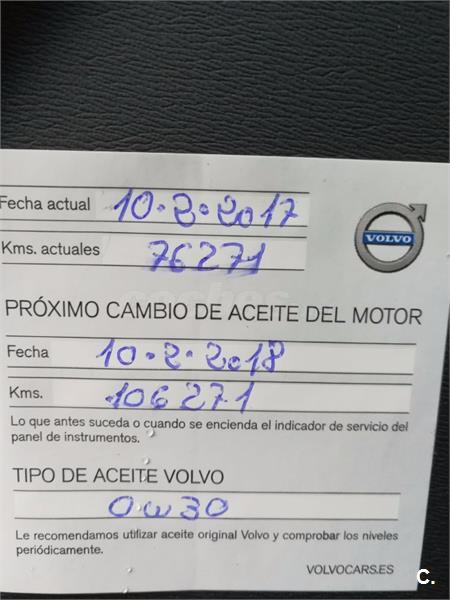 Fecha actual 10-2-2017
VOLVO
Kms. actuales 76271
PRÓXIMO CAMBIO DE ACEITE DEL MOTOR
Fecha 10-2-2018
Kms. 106271
Lo que antes suceda o cuando se encienda el indicador de servicio del
panel de instrumentos.
TIPO DE ACEITE VOLVO
0W30
Le recomendamos utilizar aceite original Volvo y comprobar los niveles
periódicamente.
VOLVOCARS.ES
C.